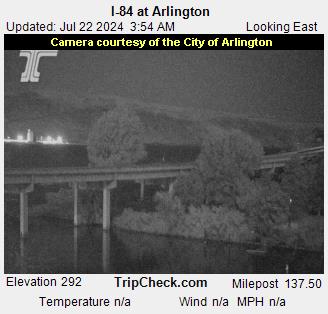 I-84 at Arlington
Updated: Jul 22 2024 3:54 AM Looking East
Camera courtesy of the City of Arlington
Elevation 292 TripCheck.com Milepost 137.50
Temperature n/a Wind n/a MPH n/a